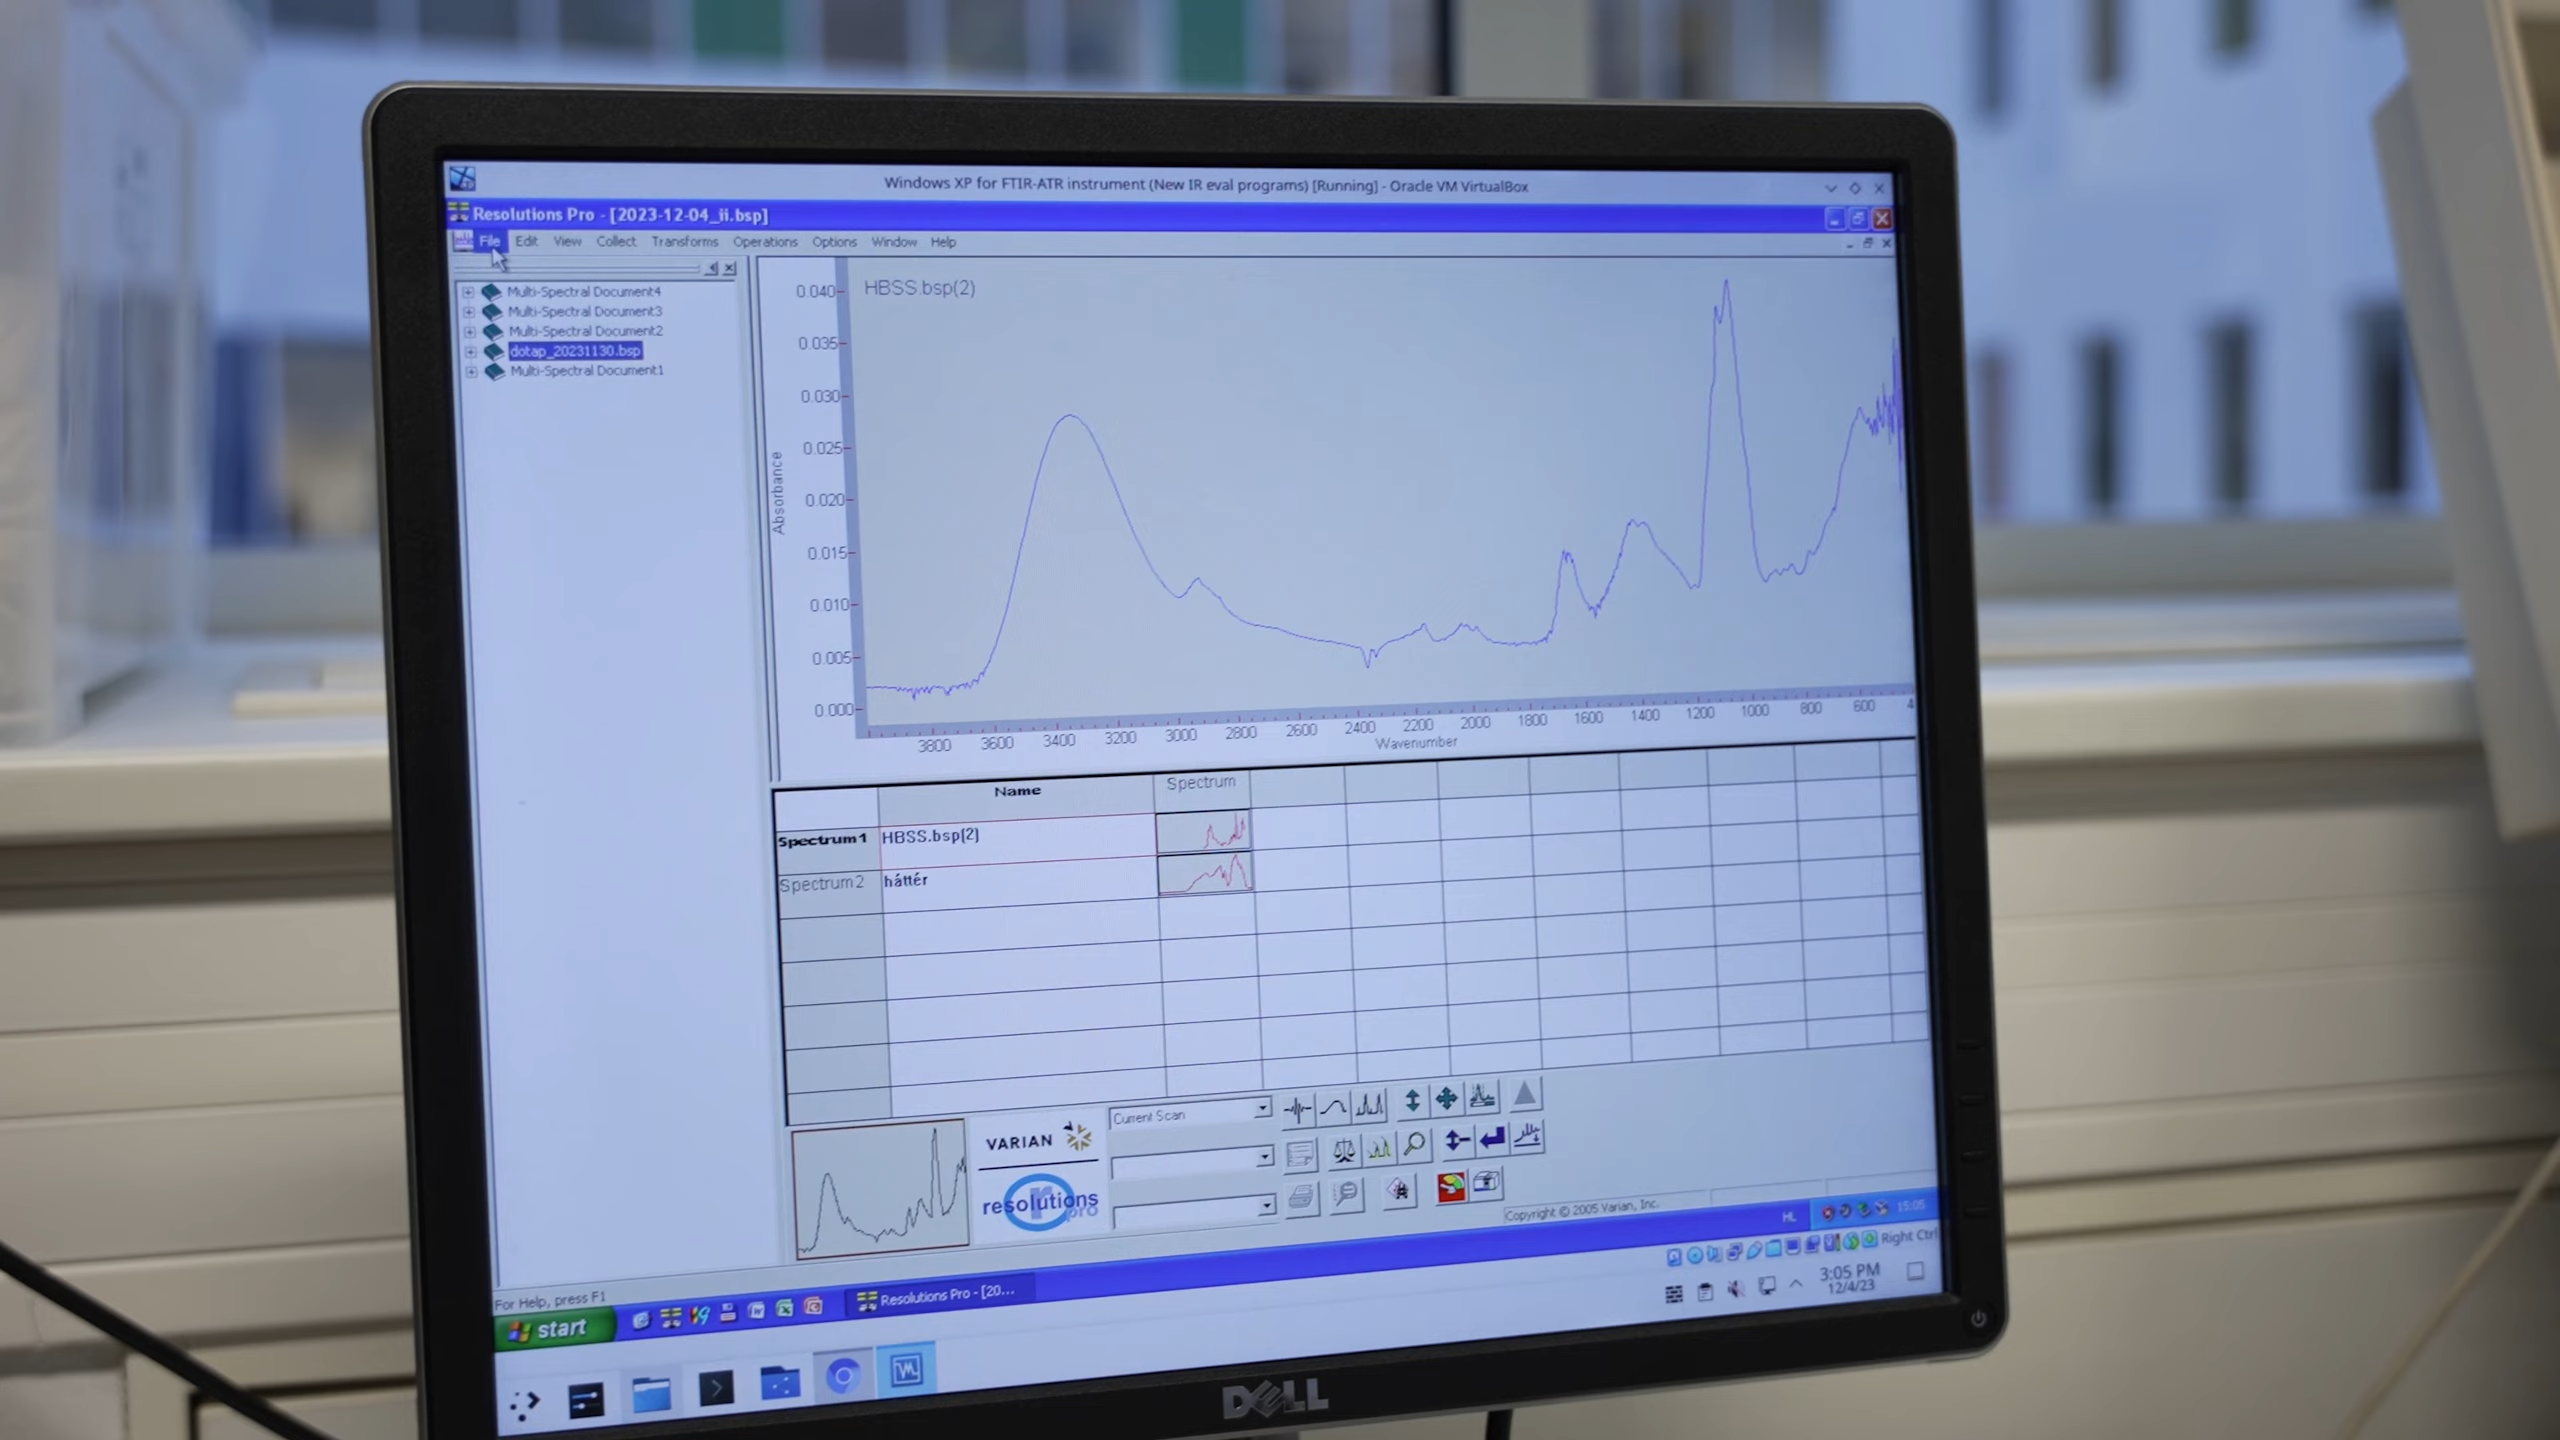 Windows XP for FTIR-ATR instrument (New IR eval programs) [Running] - Oracle VM VirtualBox
Resolutions Pro - [2023-12-04_ii.bsp]
File Edit View Collect Transforms Operations Options Window Help
Multi-Spectral Document4
Multi-Spectral Document3
Multi-Spectral Document2
dotap_20231130.bsp
Multi-Spectral Document1
HBSS.bsp(2)
0.040
0.035
0.030
0.025
0.020
0.015
0.010
0.005
0.000
Absorbance
3800 3600 3400 3200 3000 2800 2600 2400 2200 2000 1800 1600 1400 1200 1000 800 600 4
Wavenumber
Name Spectrum
Spectrum1 HBSS.bsp(2)
Spectrum2 háttér
Current Scan
VARIAN
resolutions
pro
Copyright © 2005 Varian, Inc.
For Help, press F1
start
Resolutions Pro - [20...
HL 15:05
Right Ctrl
3:05 PM
12/4/23
DELL